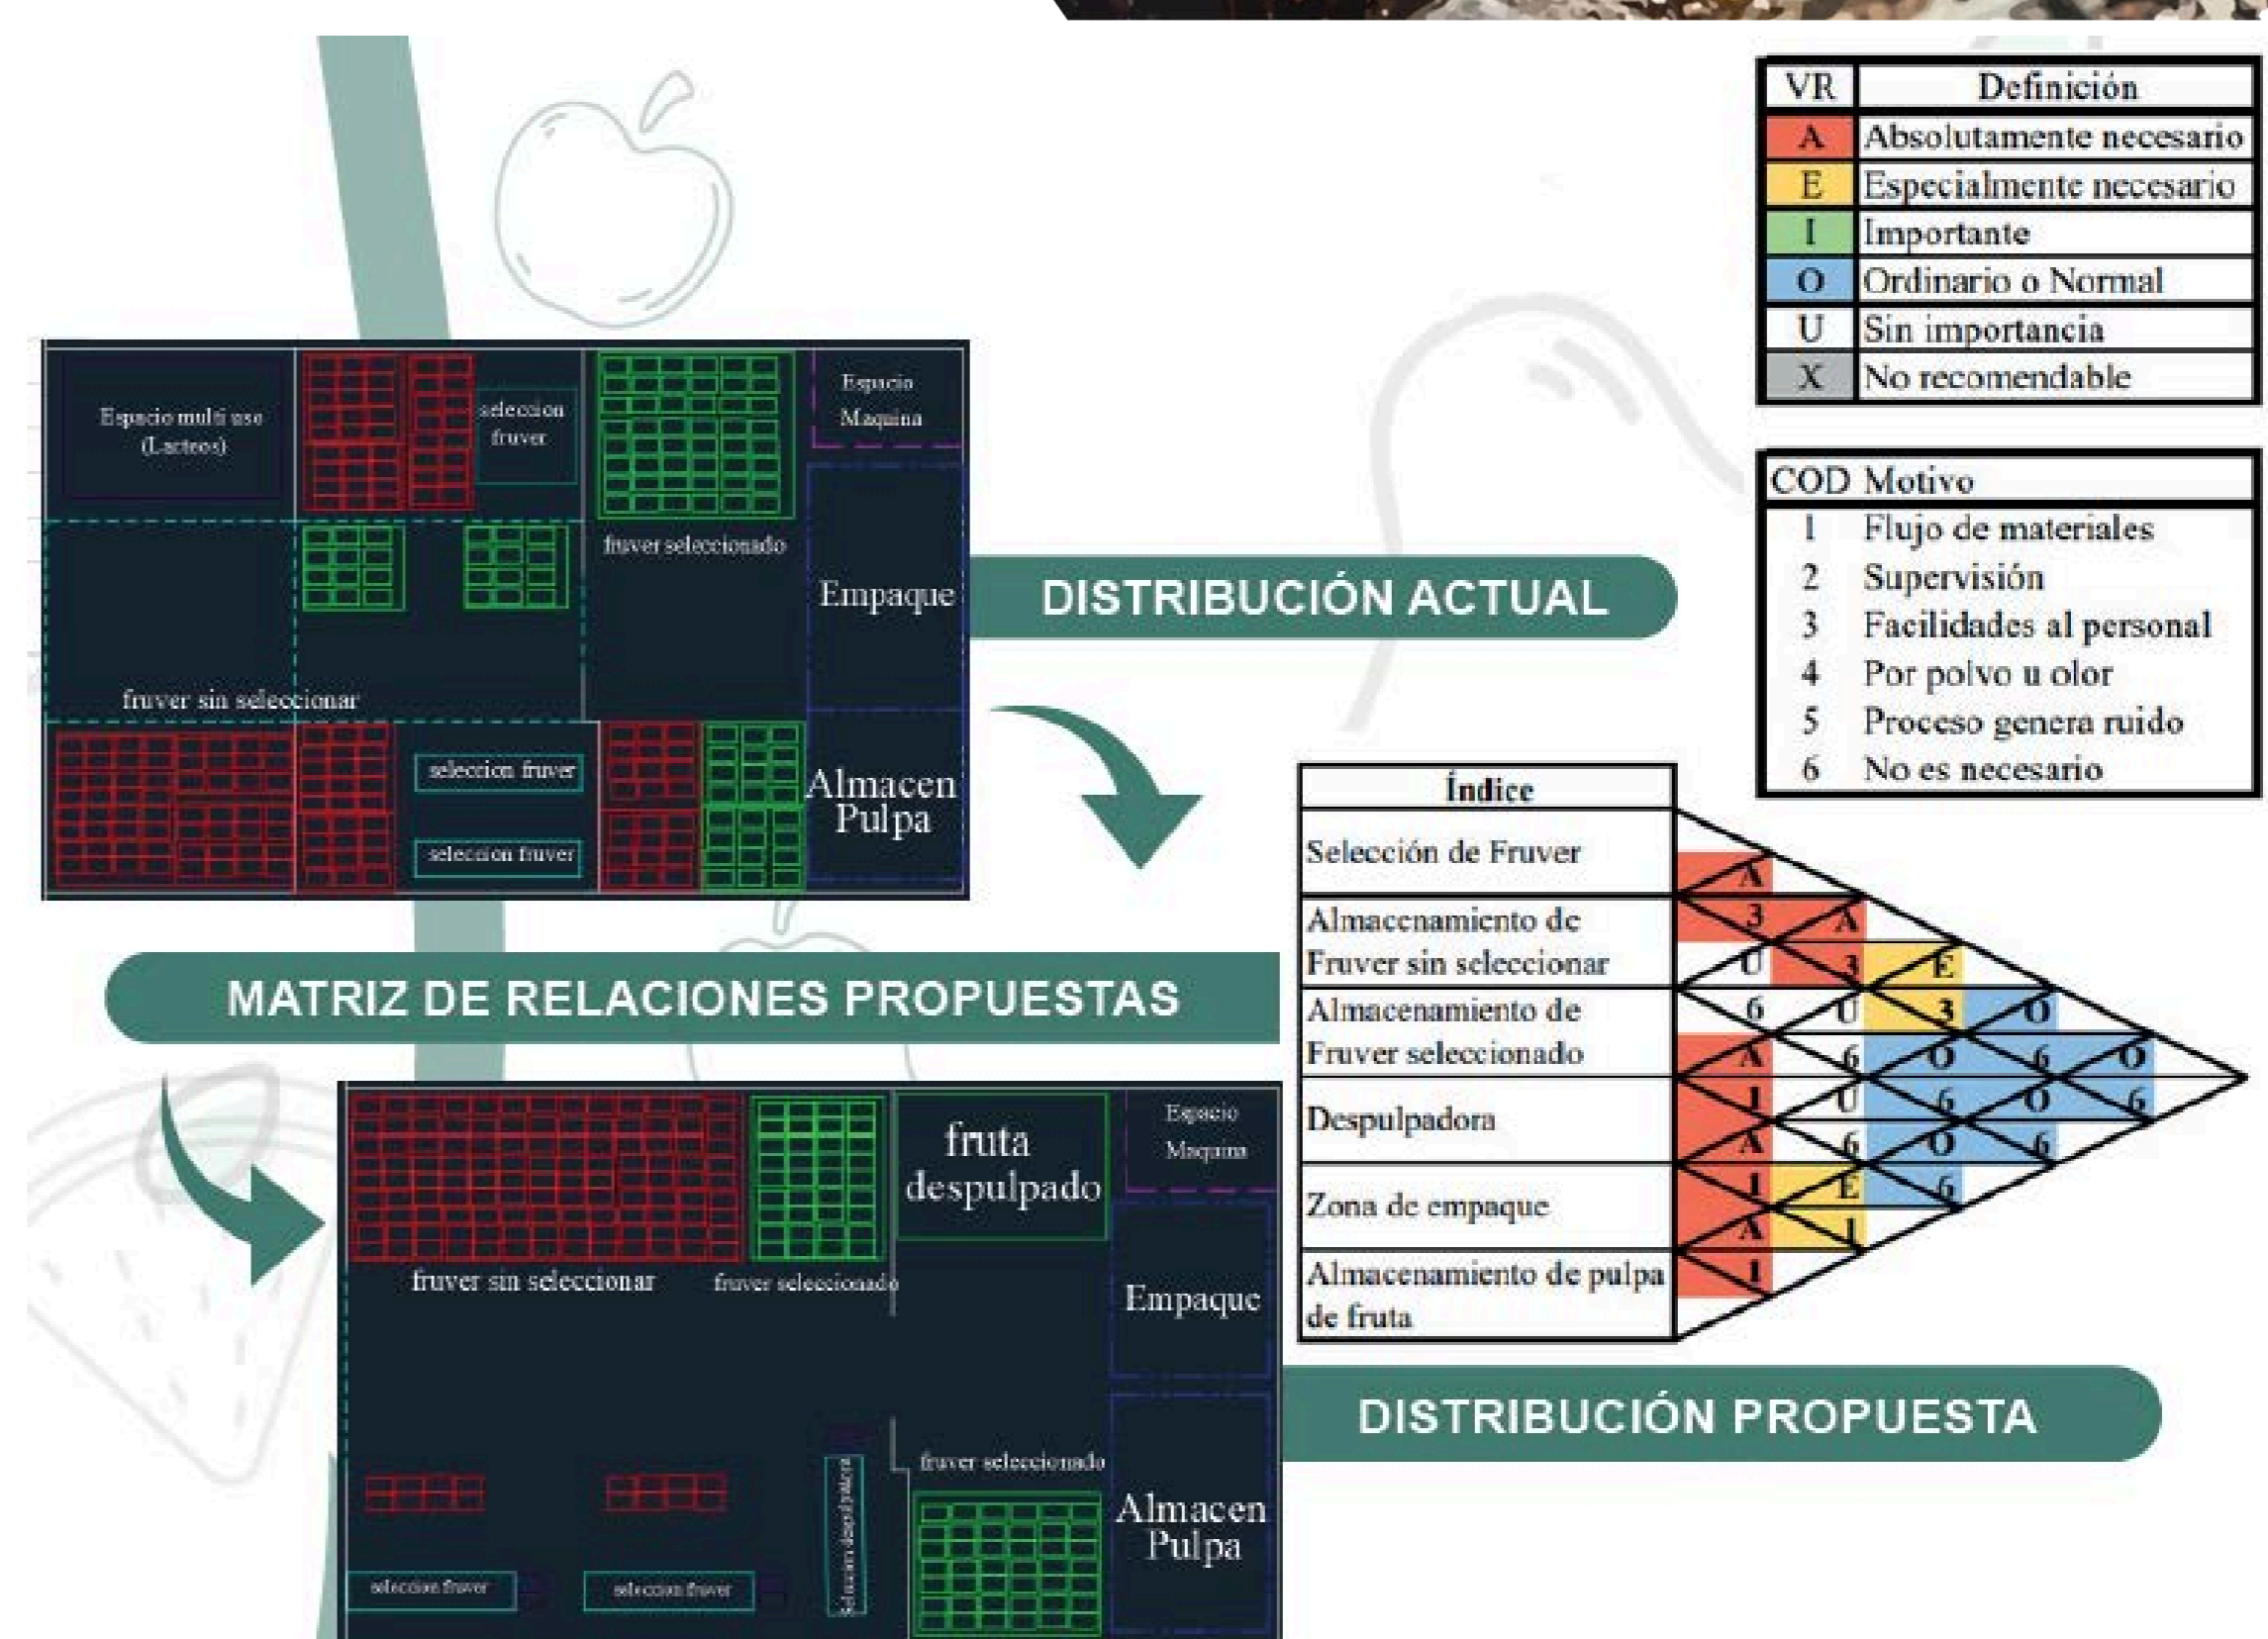 VR Definición
A Absolutamente necesario
E Especialmente necesario
I Importante
O Ordinario o Normal
U Sin importancia
X No recomendable
COD Motivo
1 Flujo de materiales
2 Supervisión
3 Facilidades al personal
4 Por polvo u olor
5 Proceso genera ruido
6 No es necesario
Espacio multi uso
(Lacteos)
seleccion
fruver
Espacio
Maquina
fruver seleccionado
Empaque
fruver sin seleccionar
seleccion fruver
seleccion fruver
Almacen
Pulpa
DISTRIBUCIÓN ACTUAL
MATRIZ DE RELACIONES PROPUESTAS
Índice
Selección de Fruver
Almacenamiento de
Fruver sin seleccionar
Almacenamiento de
Fruver seleccionado
Despulpadora
Zona de empaque
Almacenamiento de pulpa
de fruta
A
3 A
U 3 E
6 U 3 O
A 6 O 6 O
1 U 6 O 6
A 6 O 6
1 E 6
A 1
1
fruta
despulpado
Espacio
Maquina
fruver sin seleccionar
fruver seleccionado
Empaque
fruver seleccionado
Almacen
Pulpa
seleccion fruver
seleccion fruver
DISTRIBUCIÓN PROPUESTA